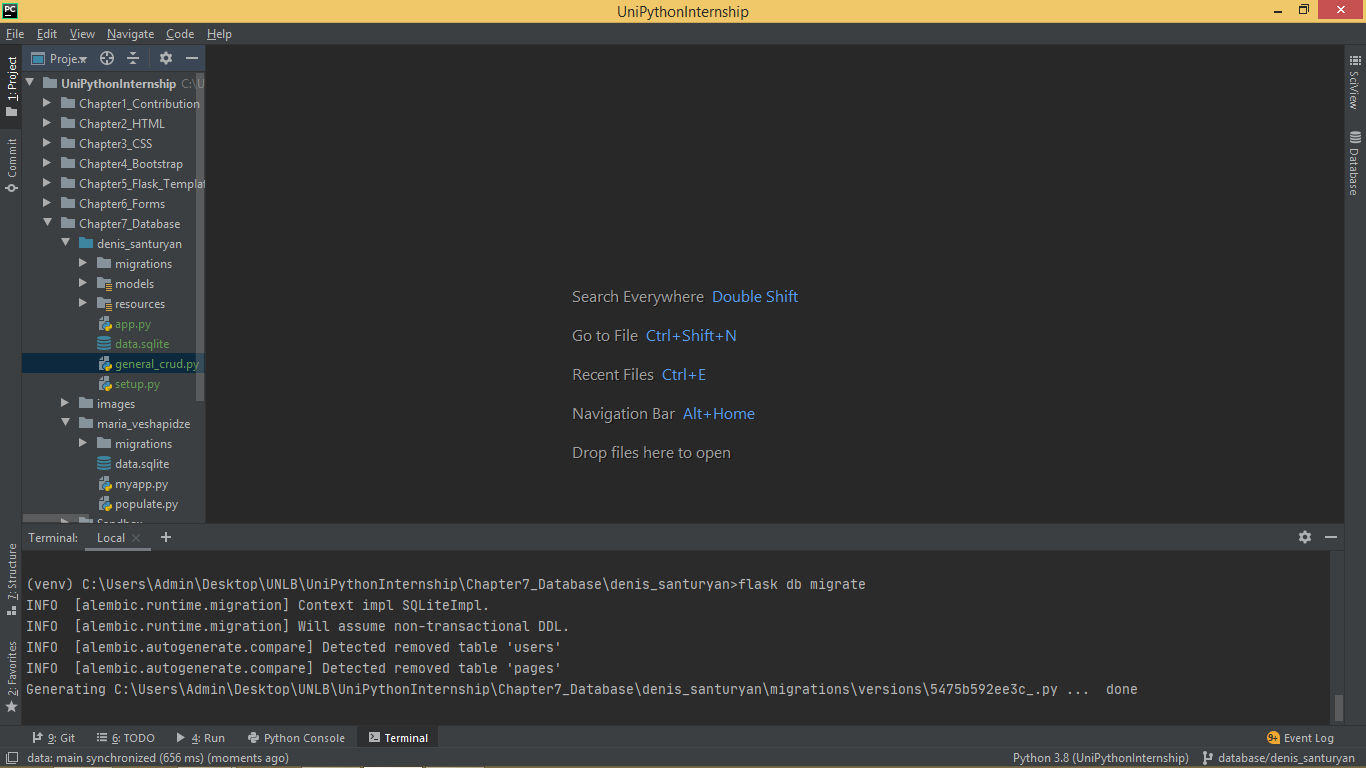 PC
UniPythonInternship
File Edit View Navigate Code Help
Proje
UniPythonInternship C:\U
Chapter1_Contribution
Chapter2_HTML
Chapter3_CSS
Chapter4_Bootstrap
Chapter5_Flask_Templat
Chapter6_Forms
Chapter7_Database
denis_santuryan
migrations
models
resources
app.py
data.sqlite
general_crud.py
setup.py
images
maria_veshapidze
migrations
data.sqlite
myapp.py
populate.py
Sandbox
1: Project
Commit
7: Structure
2: Favorites
SciView
Database
Search Everywhere Double Shift
Go to File Ctrl+Shift+N
Recent Files Ctrl+E
Navigation Bar Alt+Home
Drop files here to open
Terminal: Local × +
(venv) C:\Users\Admin\Desktop\UNLB\UniPythonInternship\Chapter7_Database\denis_santuryan>flask db migrate
INFO  [alembic.runtime.migration] Context impl SQLiteImpl.
INFO  [alembic.runtime.migration] Will assume non-transactional DDL.
INFO  [alembic.autogenerate.compare] Detected removed table 'users'
INFO  [alembic.autogenerate.compare] Detected removed table 'pages'
Generating C:\Users\Admin\Desktop\UNLB\UniPythonInternship\Chapter7_Database\denis_santuryan\migrations\versions\5475b592ee3c_.py ...  done
9: Git 6: TODO 4: Run Python Console Terminal 9+ Event Log
data: main synchronized (656 ms) (moments ago) Python 3.8 (UniPythonInternship) database/denis_santuryan